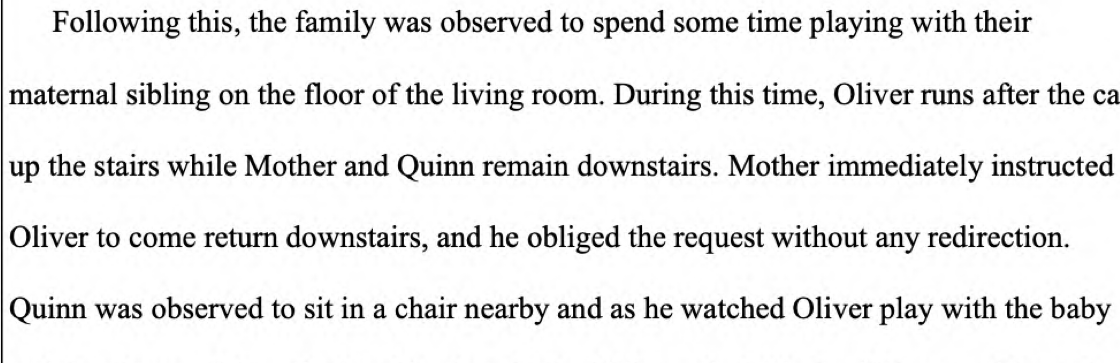 Following this, the family was observed to spend some time playing with their
maternal sibling on the floor of the living room. During this time, Oliver runs after the ca
up the stairs while Mother and Quinn remain downstairs. Mother immediately instructed
Oliver to come return downstairs, and he obliged the request without any redirection.
Quinn was observed to sit in a chair nearby and as he watched Oliver play with the baby